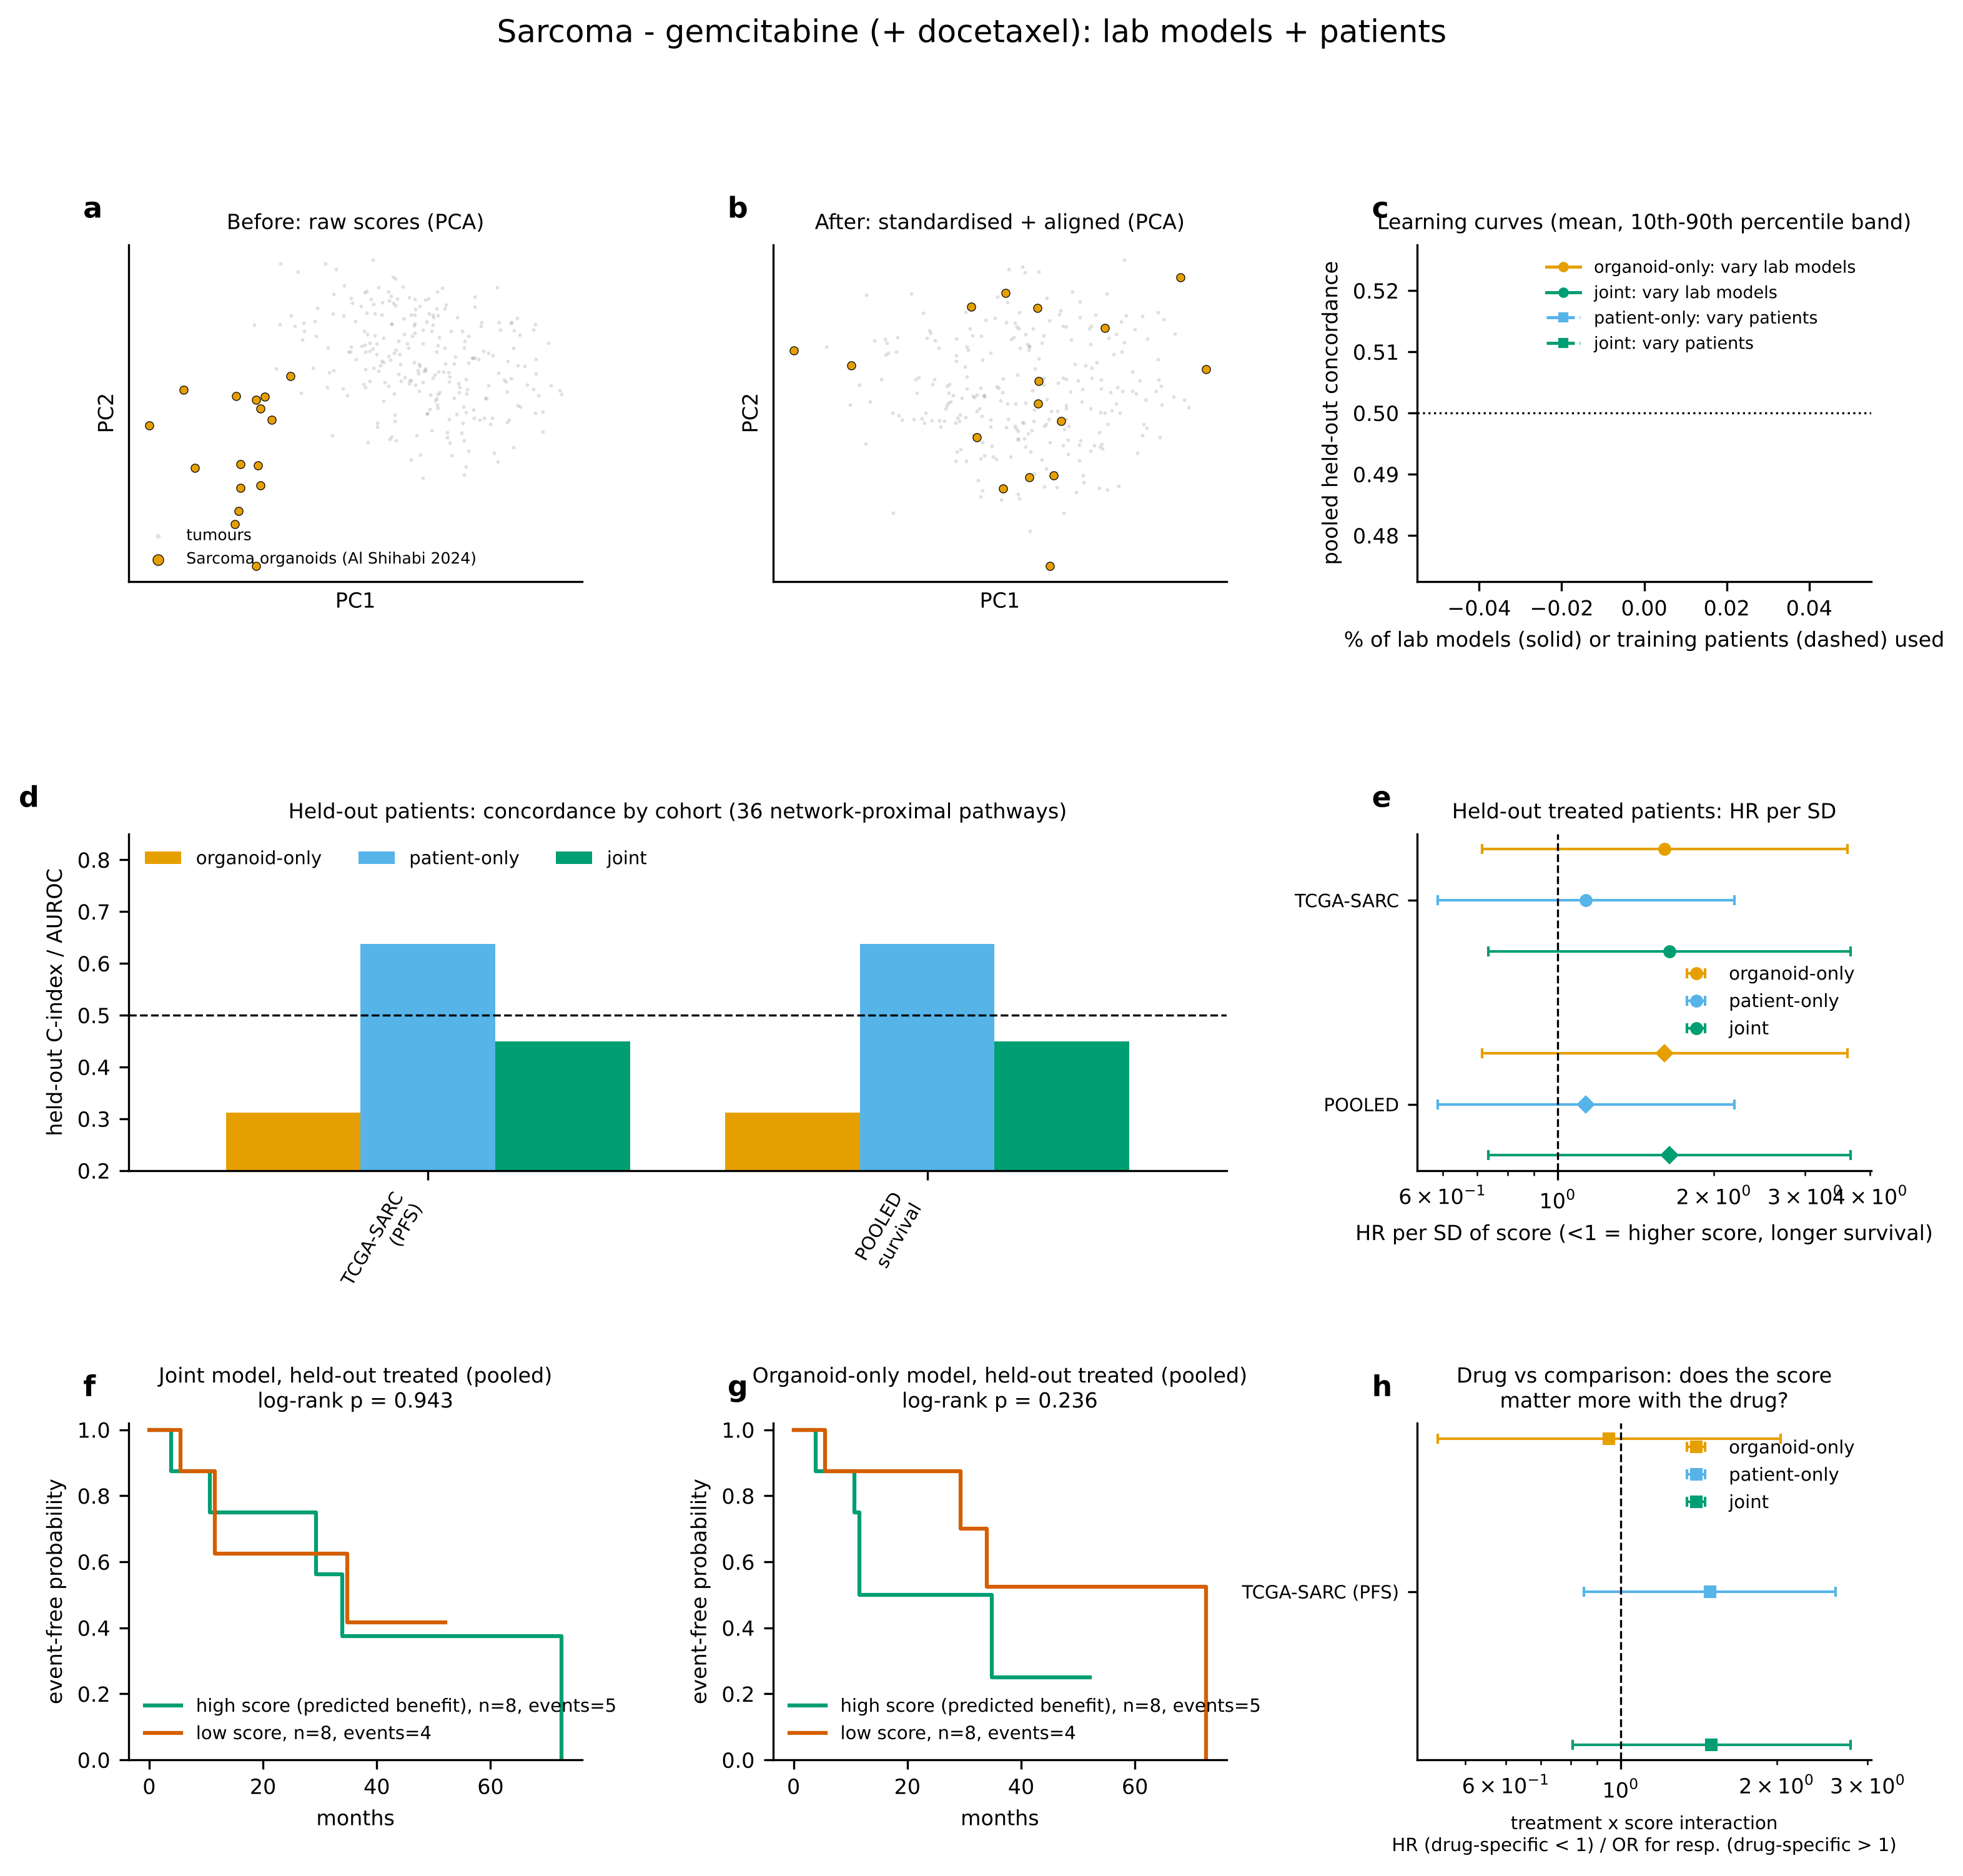 Sarcoma - gemcitabine (+ docetaxel): lab models + patients
a
Before: raw scores (PCA)
PC2
tumours
Sarcoma organoids (Al Shihabi 2024)
PC1
b
After: standardised + aligned (PCA)
PC2
PC1
c
Learning curves (mean, 10th-90th percentile band)
pooled held-out concordance
0.52
0.51
0.50
0.49
0.48
organoid-only: vary lab models
joint: vary lab models
patient-only: vary patients
joint: vary patients
−0.04 −0.02 0.00 0.02 0.04
% of lab models (solid) or training patients (dashed) used
d
Held-out patients: concordance by cohort (36 network-proximal pathways)
held-out C-index / AUROC
0.8
0.7
0.6
0.5
0.4
0.3
0.2
organoid-only patient-only joint
TCGA-SARC
(PFS)
POOLED
survival
e
Held-out treated patients: HR per SD
TCGA-SARC
POOLED
organoid-only
patient-only
joint
6 × 10⁻¹ 10⁰ 2 × 10⁰ 3 × 10⁰ 4 × 10⁰
HR per SD of score (<1 = higher score, longer survival)
f
Joint model, held-out treated (pooled)
log-rank p = 0.943
event-free probability
1.0
0.8
0.6
0.4
0.2
0.0
high score (predicted benefit), n=8, events=5
low score, n=8, events=4
0 20 40 60
months
g
Organoid-only model, held-out treated (pooled)
log-rank p = 0.236
event-free probability
1.0
0.8
0.6
0.4
0.2
0.0
high score (predicted benefit), n=8, events=5
low score, n=8, events=4
0 20 40 60
months
h
Drug vs comparison: does the score
matter more with the drug?
organoid-only
patient-only
joint
TCGA-SARC (PFS)
6 × 10⁻¹ 10⁰ 2 × 10⁰ 3 × 10⁰
treatment x score interaction
HR (drug-specific < 1) / OR for resp. (drug-specific > 1)